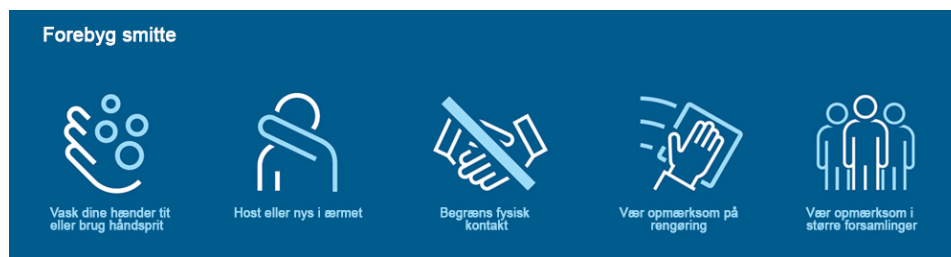 Forebyg smitte
Vask dine hænder tit
eller brug håndsprit
Host eller nys i ærmet
Begræns fysisk
kontakt
Vær opmærksom på
rengøring
Vær opmærksom i
større forsamlinger